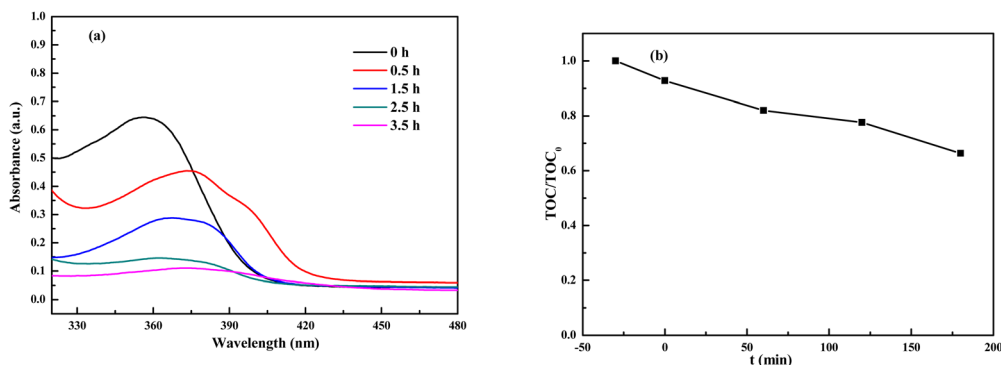 (a)
0 h
0.5 h
1.5 h
2.5 h
3.5 h
1.0
0.9
0.8
0.7
0.6
0.5
0.4
0.3
0.2
0.1
0.0
Absorbance (a.u.)
330 360 390 420 450 480
Wavelength (nm)
(b)
1.0
0.8
0.6
0.4
0.2
0.0
TOC/TOC₀
-50 0 50 100 150 200
t (min)